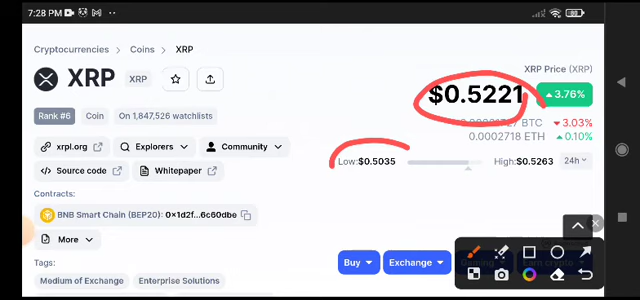 7:28 PM
Cryptocurrencies > Coins > XRP
XRP XRP
XRP Price (XRP)
$0.5221 3.76%
BTC 3.03%
0.0002718 ETH 0.10%
Rank #6 Coin On 1,847,526 watchlists
xrpl.org Explorers Community
Low:$0.5035 High:$0.5263 24h
Source code Whitepaper
Contracts:
BNB Smart Chain (BEP20): 0x1d2f...6c60dbe
More
Tags:
Buy Exchange Gaming Earn crypto
Medium of Exchange Enterprise Solutions